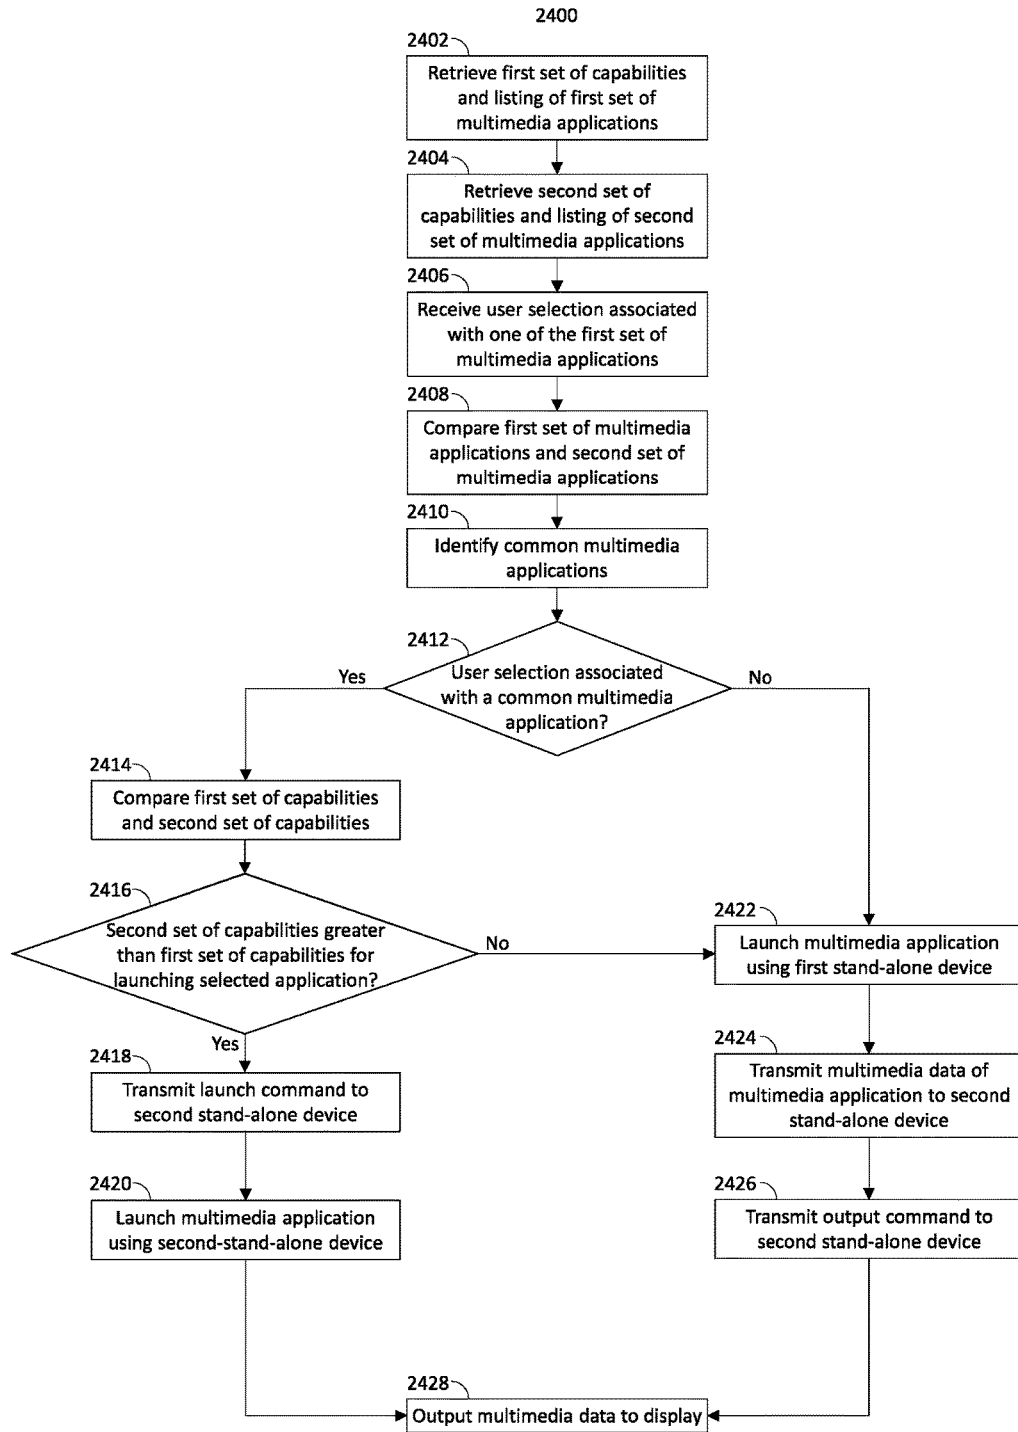 2400
2402
Retrieve first set of capabilities
and listing of first set of
multimedia applications
2404
Retrieve second set of
capabilities and listing of second
set of multimedia applications
2406
Receive user selection associated
with one of the first set of
multimedia applications
2408
Compare first set of multimedia
applications and second set of
multimedia applications
2410
Identify common multimedia
applications
2412
User selection associated
with a common multimedia
application?
Yes
No
2414
Compare first set of capabilities
and second set of capabilities
2416
Second set of capabilities greater
than first set of capabilities for
launching selected application?
No
Yes
2418
Transmit launch command to
second stand-alone device
2420
Launch multimedia application
using second-stand-alone device
2422
Launch multimedia application
using first stand-alone device
2424
Transmit multimedia data of
multimedia application to second
stand-alone device
2426
Transmit output command to
second stand-alone device
2428
Output multimedia data to display